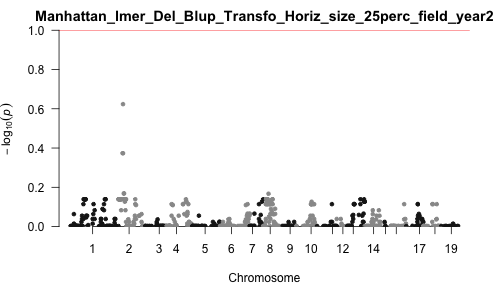 Manhattan_lmer_Del_Blup_Transfo_Horiz_size_25perc_field_year2
1.0
0.8
0.6
0.4
0.2
0.0
− log10(p)
1 2 3 4 5 6 7 8 9 10 12 14 17 19
Chromosome